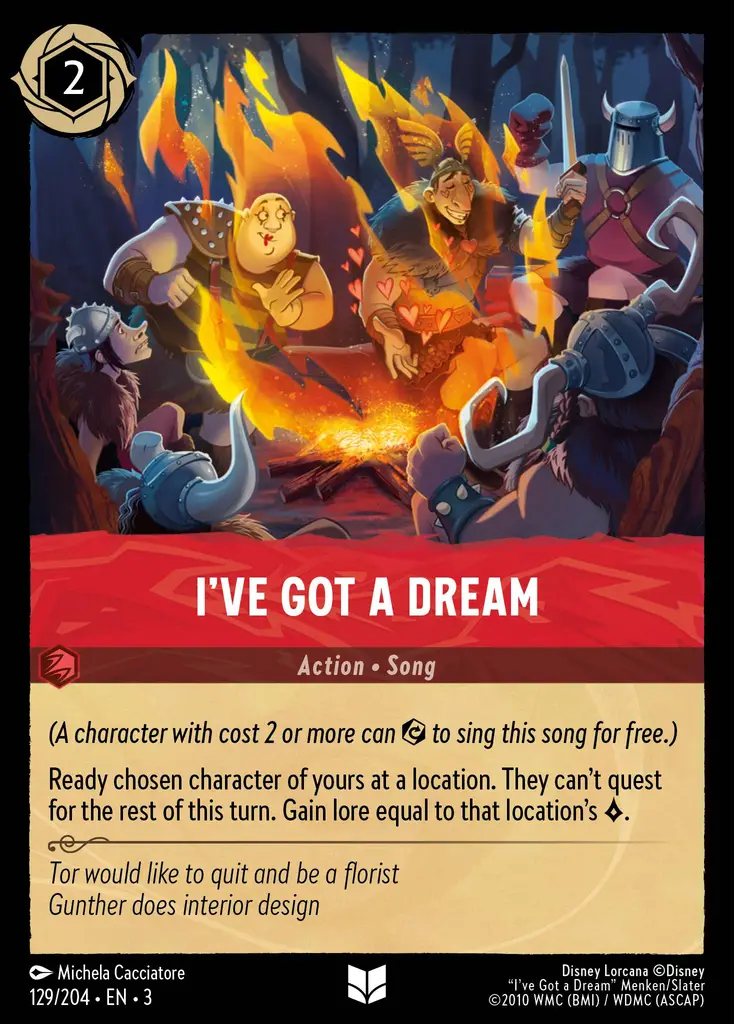 2
I'VE GOT A DREAM
Action • Song
(A character with cost 2 or more can to sing this song for free.)
Ready chosen character of yours at a location. They can't quest
for the rest of this turn. Gain lore equal to that location's .
Tor would like to quit and be a florist
Gunther does interior design
Michela Cacciatore
129/204 • EN • 3
Disney Lorcana ©Disney
“I've Got a Dream” Menken/Slater
©2010 WMC (BMI) / WDMC (ASCAP)